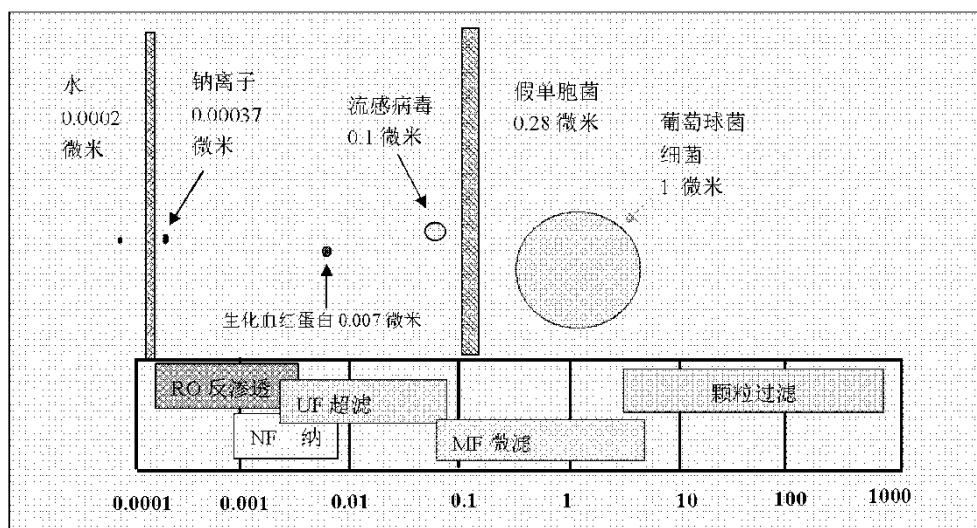 水
0.0002
微米
钠离子
0.00037
微米
流感病毒
0.1 微米
假单胞菌
0.28 微米
葡萄球菌
细菌
1 微米
生化血红蛋白 0.007 微米
RO 反渗透
UF 超滤
NF 纳
MF 微滤
颗粒过滤
0.0001 0.001 0.01 0.1 1 10 100 1000